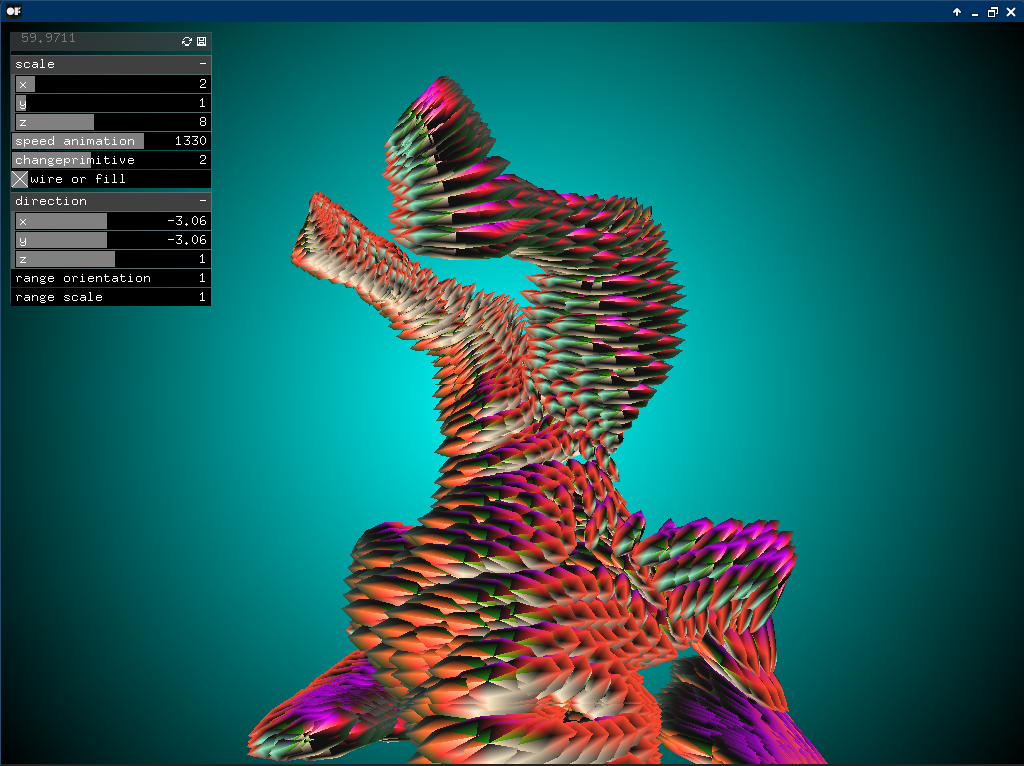 OF
59.9711
scale -
x 2
y 1
z 8
speed animation 1330
changeprimitive 2
wire or fill
direction -
x -3.06
y -3.06
z 1
range orientation 1
range scale 1